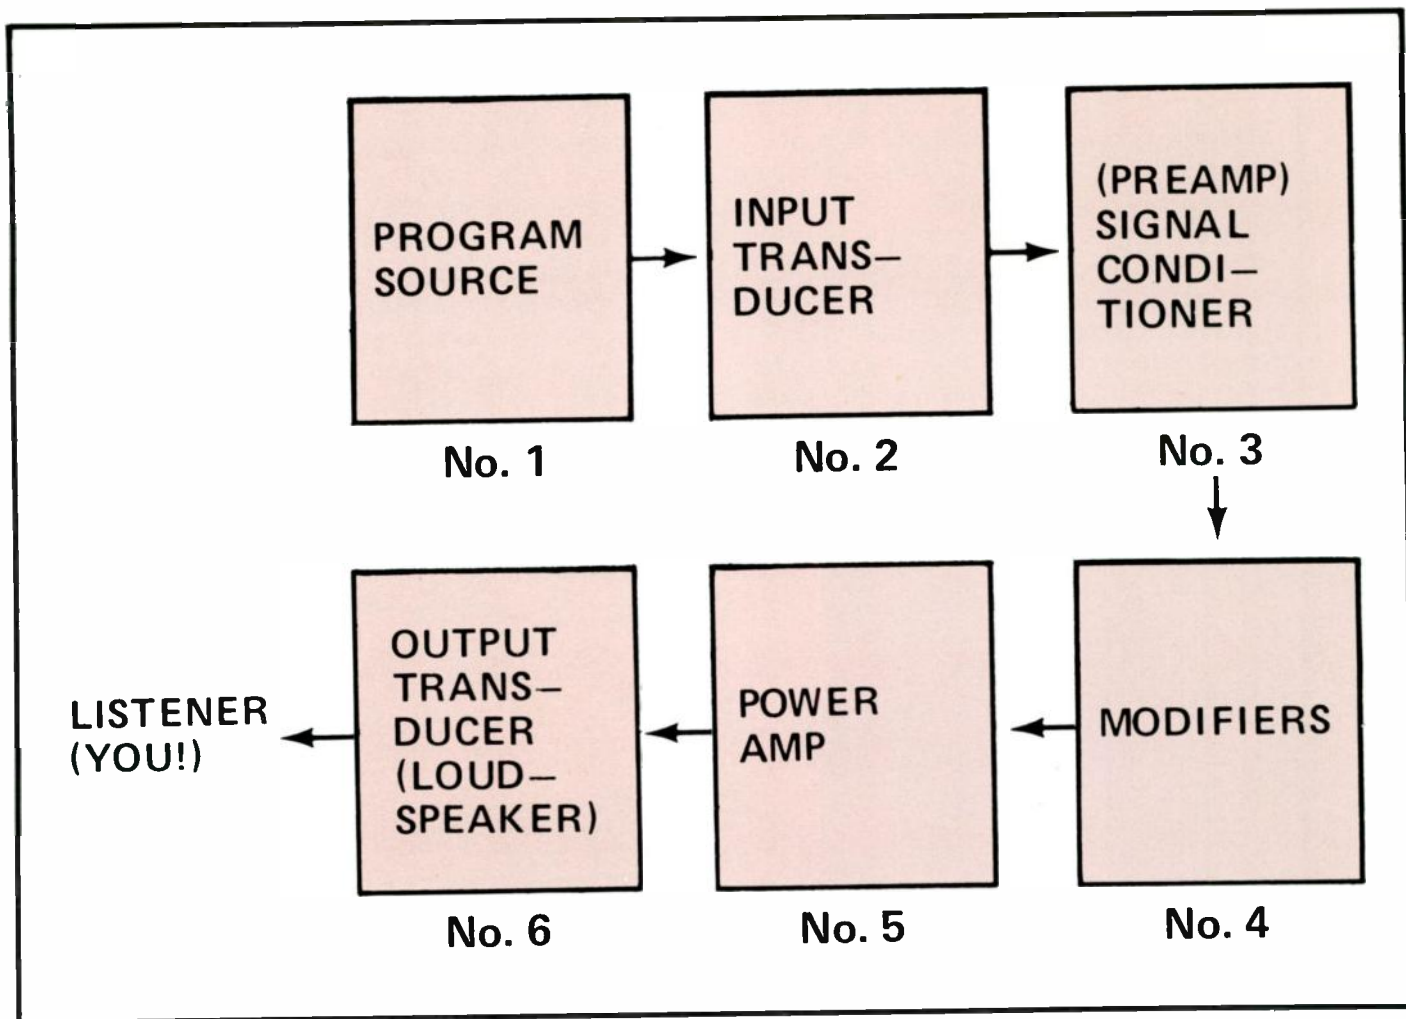 PROGRAM
SOURCE
No. 1
INPUT
TRANS–
DUCER
No. 2
(PREAMP)
SIGNAL
CONDI–
TIONER
No. 3
MODIFIERS
No. 4
POWER
AMP
No. 5
OUTPUT
TRANS–
DUCER
(LOUD–
SPEAKER)
No. 6
LISTENER
(YOU!)